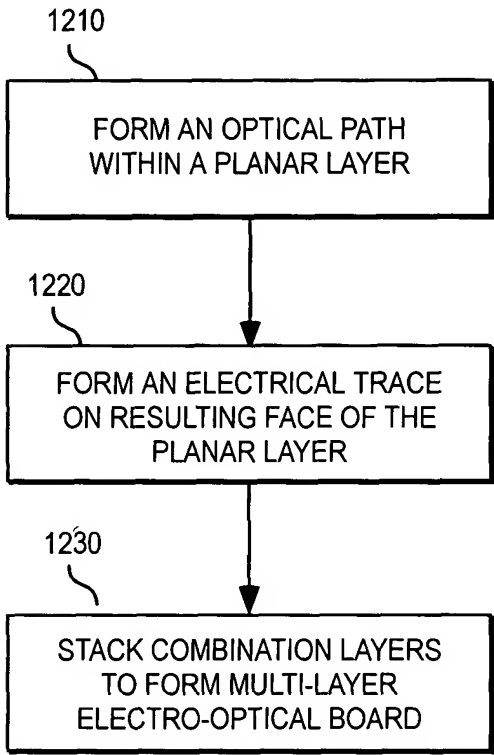 1210
FORM AN OPTICAL PATH
WITHIN A PLANAR LAYER
1220
FORM AN ELECTRICAL TRACE
ON RESULTING FACE OF THE
PLANAR LAYER
1230
STACK COMBINATION LAYERS
TO FORM MULTI-LAYER
ELECTRO-OPTICAL BOARD